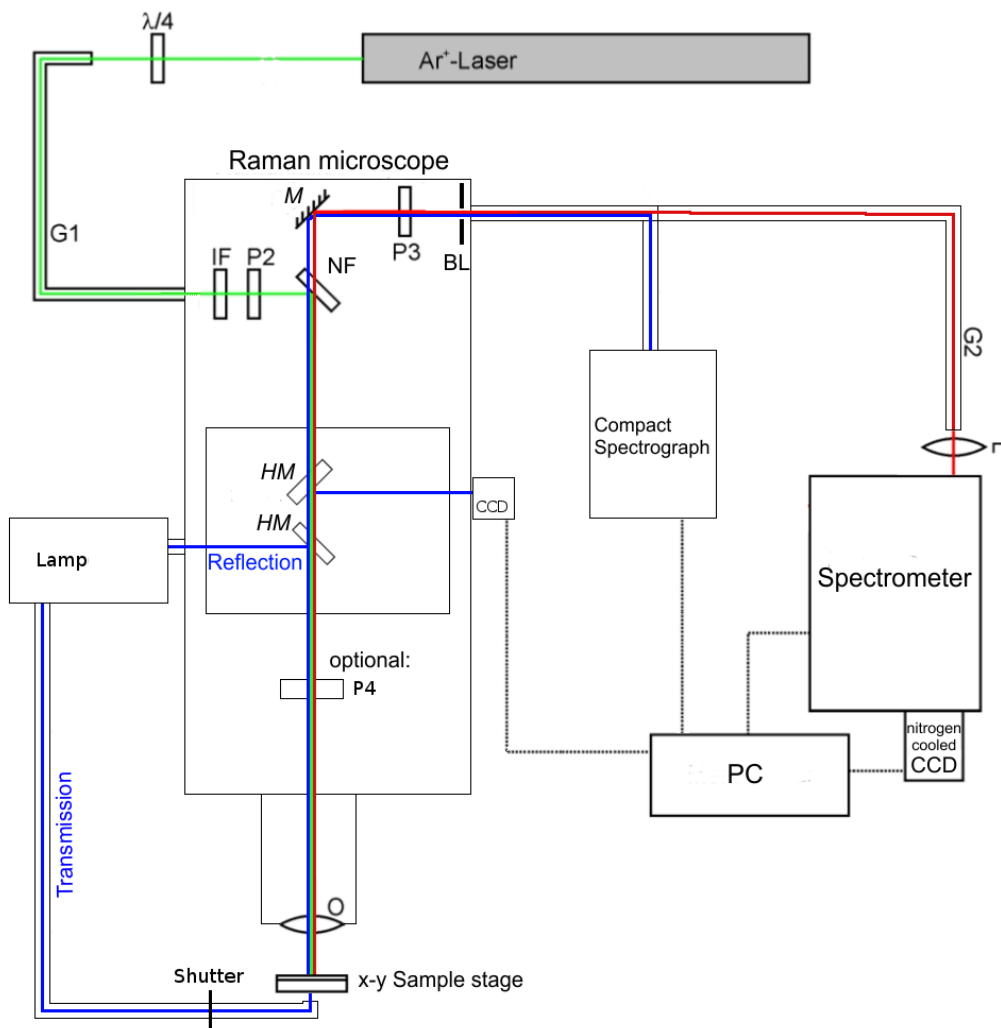 λ/4
Ar⁺-Laser
Raman microscope
M
G1
IF
P2
NF
P3
BL
G2
Compact
Spectrograph
HM
CCD
HM
Lamp
Reflection
Spectrometer
optional:
P4
nitrogen
cooled
CCD
PC
Transmission
O
Shutter
x-y Sample stage